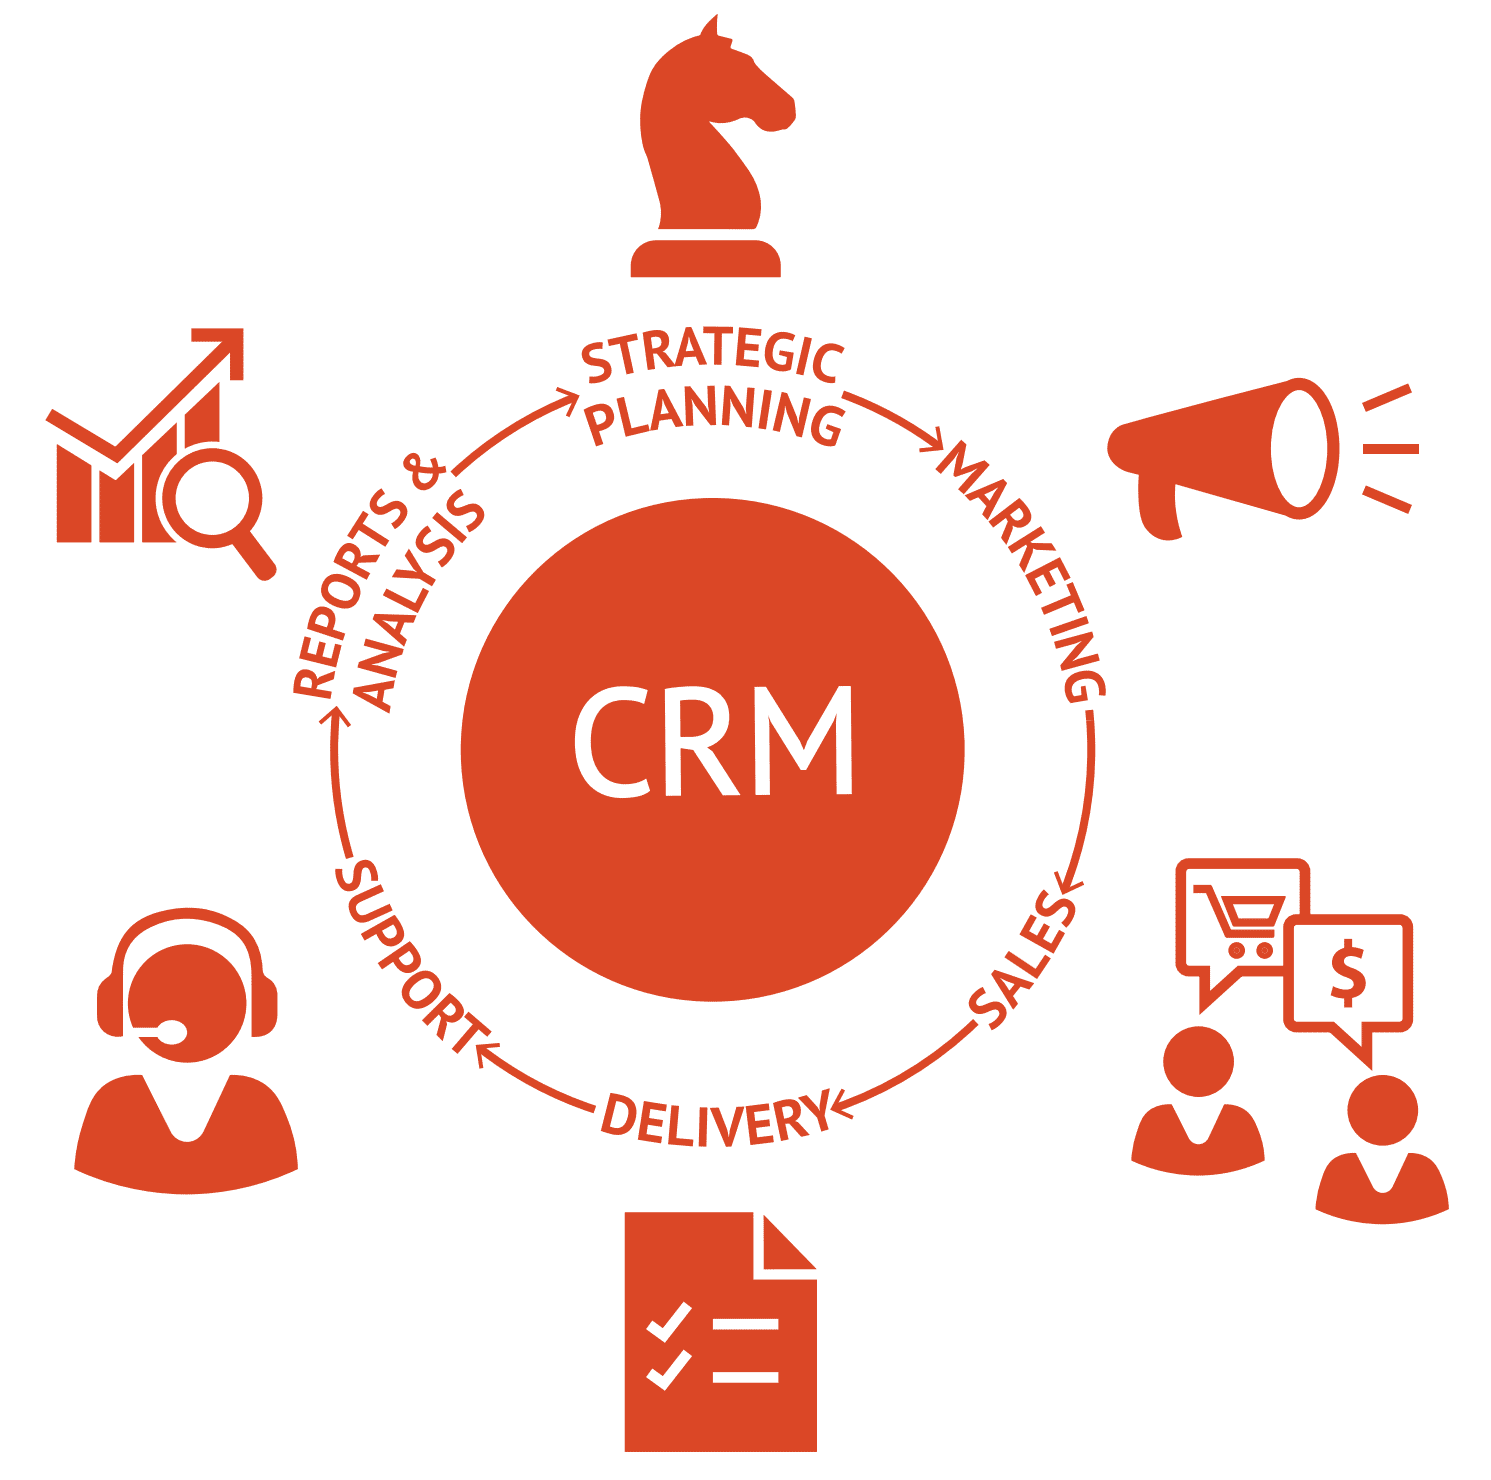 STRATEGIC
PLANNING
MARKETING
SALES
DELIVERY
SUPPORT
REPORTS &
ANALYSIS
CRM
$